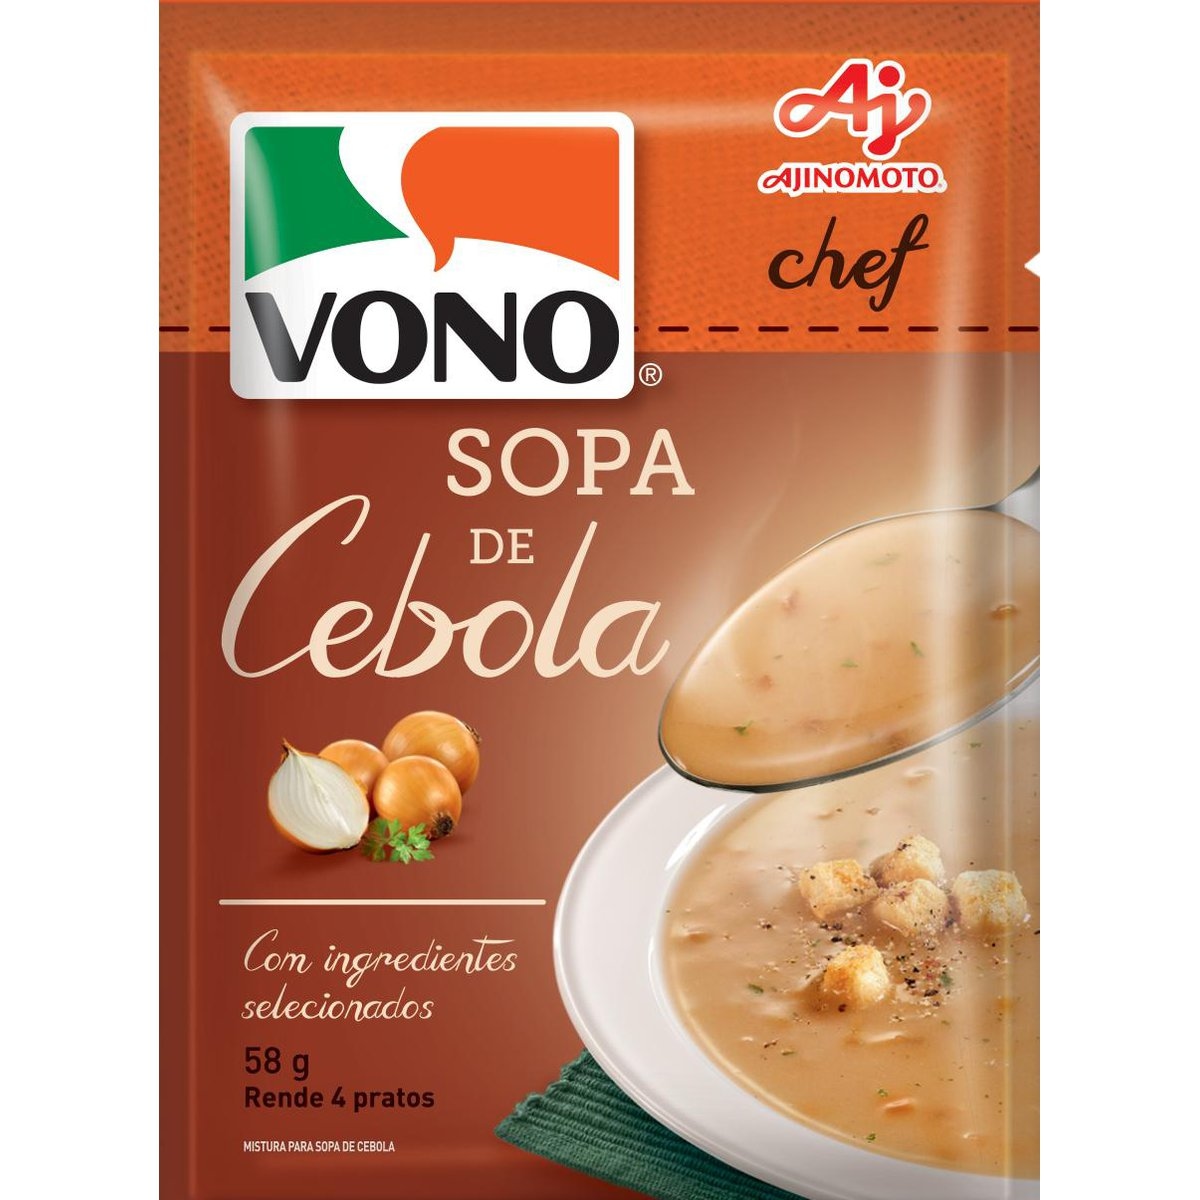 Aj
AJINOMOTO®
chef
VONO®
SOPA
DE
Cebola
Com ingredientes
selecionados
58 g
Rende 4 pratos
MISTURA PARA SOPA DE CEBOLA